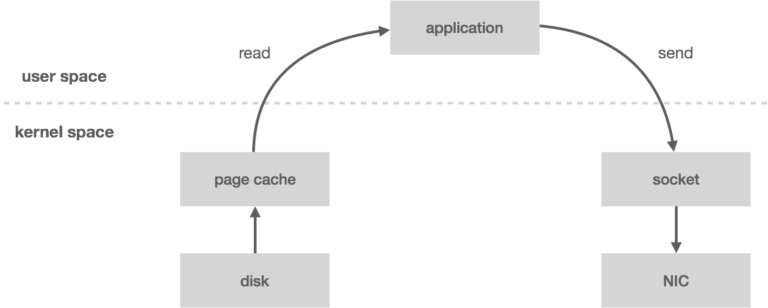 application
read
send
user space
kernel space
page cache
socket
disk
NIC